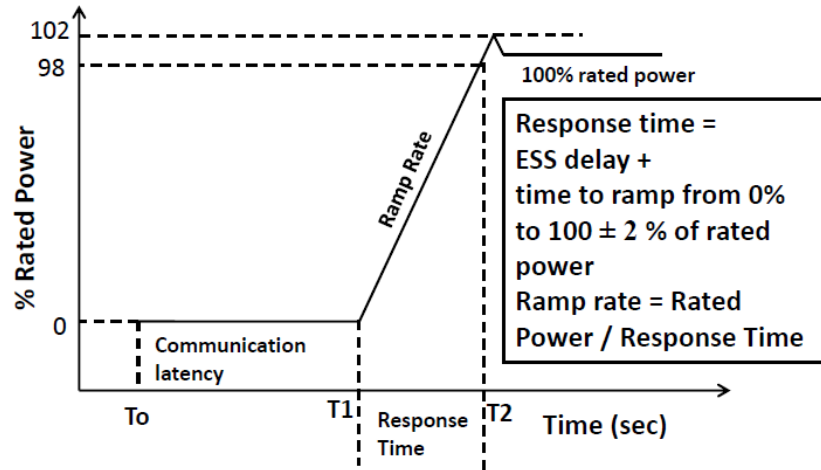 102
98
0
% Rated Power
Ramp Rate
100% rated power
Response time =
ESS delay +
time to ramp from 0%
to 100 ± 2 % of rated
power
Ramp rate = Rated
Power / Response Time
Communication
latency
To
T1
Response
Time
T2
Time (sec)